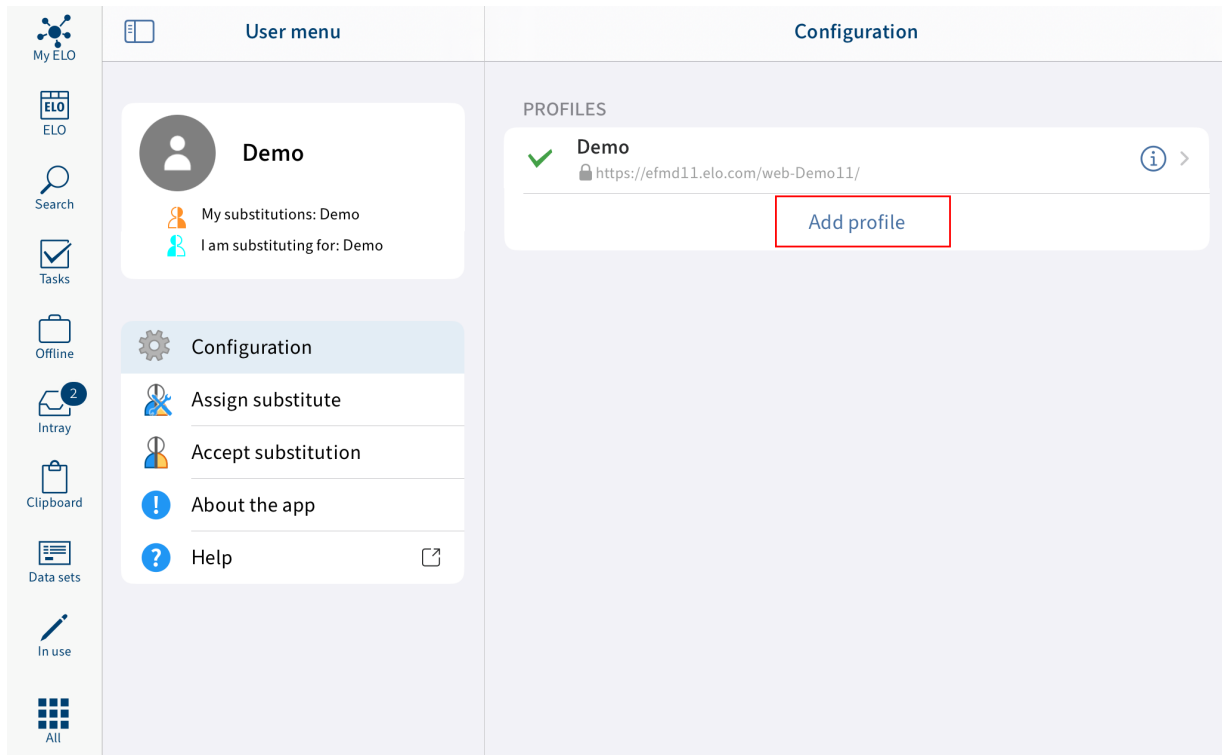 My ELO
ELO
ELO
Search
Tasks
Offline
2
Intray
Clipboard
Data sets
In use
All
User menu
Demo
My substitutions: Demo
I am substituting for: Demo
Configuration
Assign substitute
Accept substitution
! About the app
? Help
Configuration
PROFILES
Demo
https://efmd11.elo.com/web-Demo11/
i
Add profile